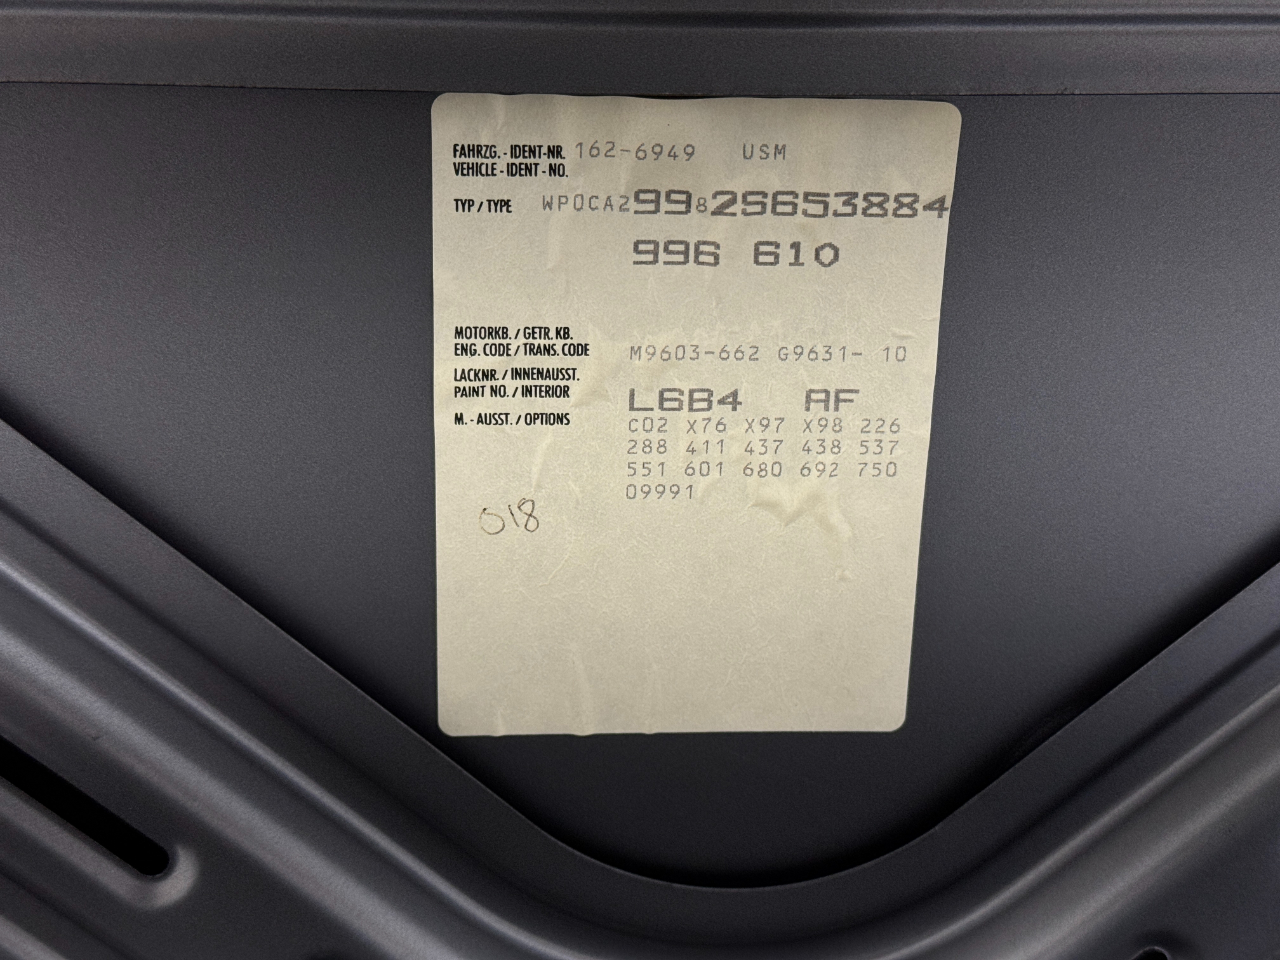 FAHRZG. - IDENT-NR. 162-6949 USM
VEHICLE - IDENT - NO.
TYP / TYPE WP0CA29982S653884
996 610
MOTORKB. / GETR. KB.
ENG. CODE / TRANS. CODE M9603-662 G9631- 10
LACKNR. / INNENAUSST.
PAINT NO. / INTERIOR L6B4 AF
M. - AUSST. / OPTIONS C02 X76 X97 X98 226
288 411 437 438 537
551 601 680 692 750
09991
018